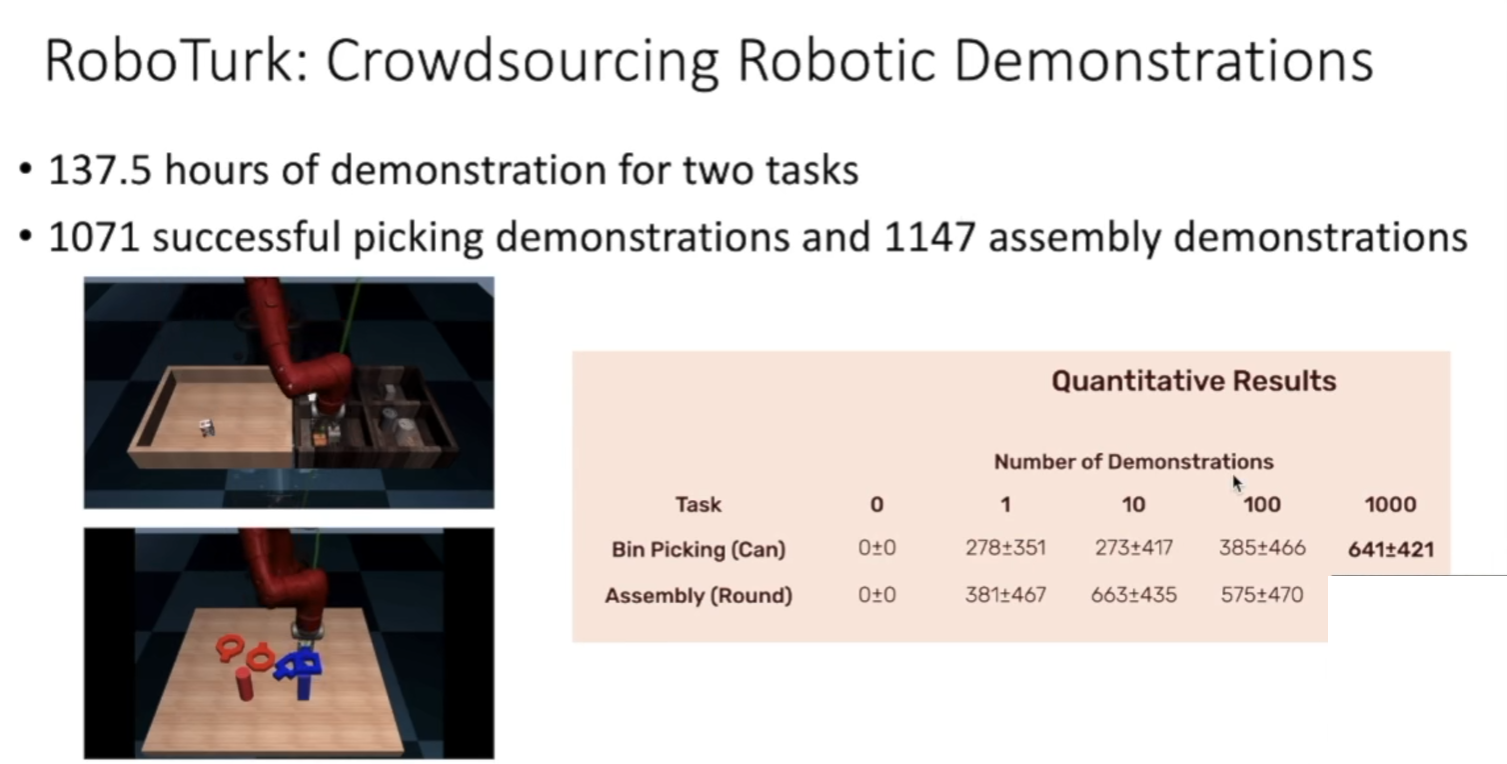 RoboTurk: Crowdsourcing Robotic Demonstrations
• 137.5 hours of demonstration for two tasks
• 1071 successful picking demonstrations and 1147 assembly demonstrations
Quantitative Results
Number of Demonstrations
Task 0 1 10 100 1000
Bin Picking (Can) 0±0 278±351 273±417 385±466 641±421
Assembly (Round) 0±0 381±467 663±435 575±470